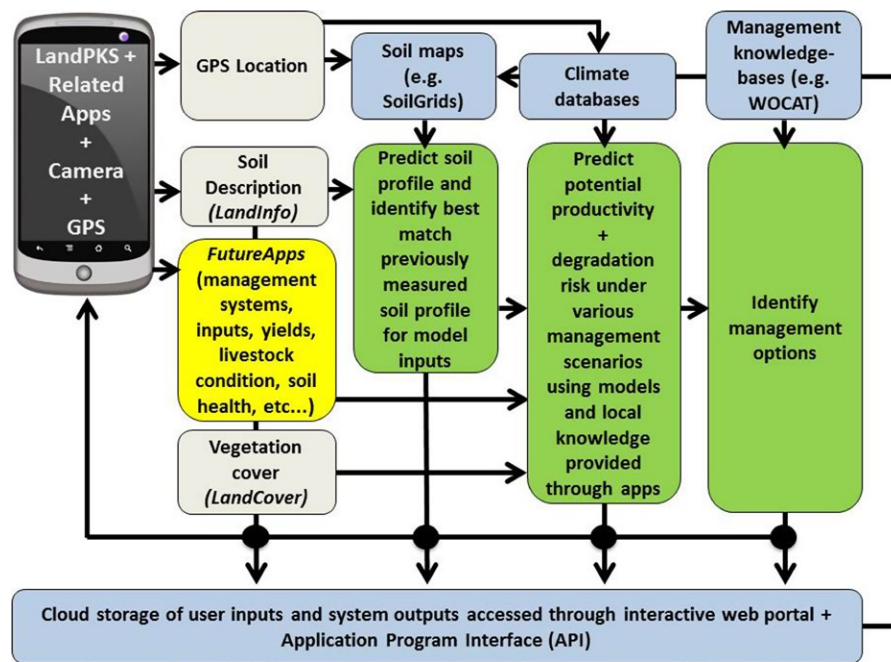 LandPKS +
Related
Apps
+
Camera
+
GPS
GPS Location
Soil maps
(e.g.
SoilGrids)
Climate
databases
Management
knowledge-
bases (e.g.
WOCAT)
Soil
Description
(LandInfo)
FutureApps
(management
systems,
inputs, yields,
livestock
condition, soil
health, etc...)
Vegetation
cover
(LandCover)
Predict soil
profile and
identify best
match
previously
measured
soil profile
for model
inputs
Predict
potential
productivity
+
degradation
risk under
various
management
scenarios
using models
and local
knowledge
provided
through apps
Identify
management
options
Cloud storage of user inputs and system outputs accessed through interactive web portal +
Application Program Interface (API)